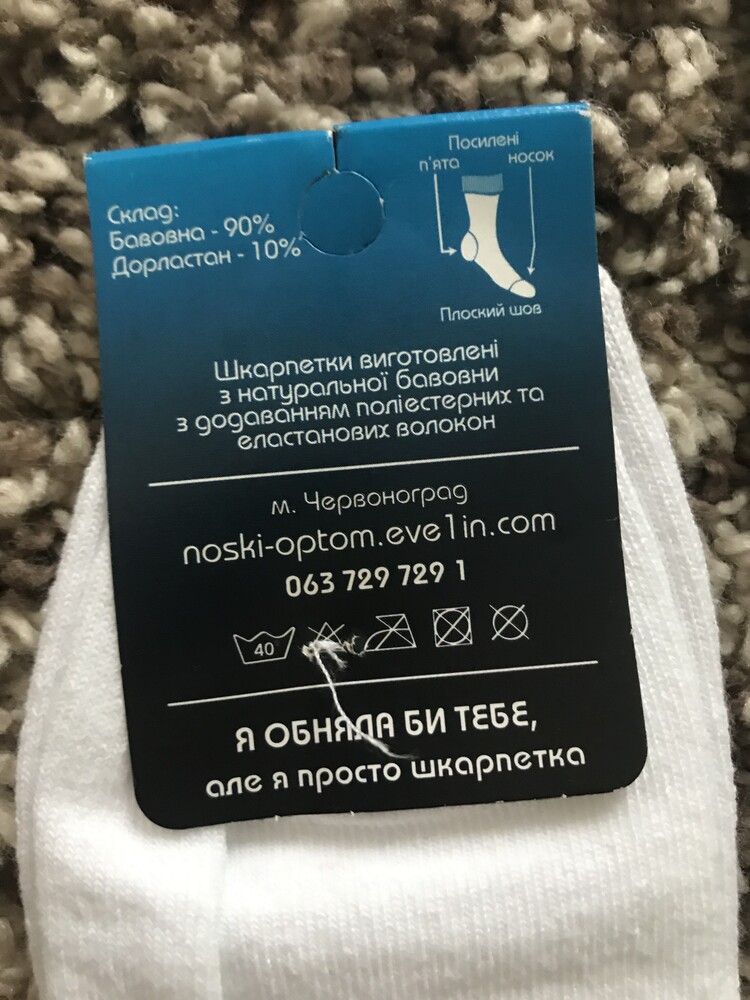 Склад:
Бавовна - 90%
Дорластан - 10%
Посилені
п'ята носок
Плоский шов
Шкарпетки виготовлені
з натуральної бавовни
з додаванням поліестерних та
еластанових волокон
м. Червоноград
noski-optom.eve1in.com
063 729 729 1
40
Я ОБНЯЛА БИ ТЕБЕ,
але я просто шкарпетка